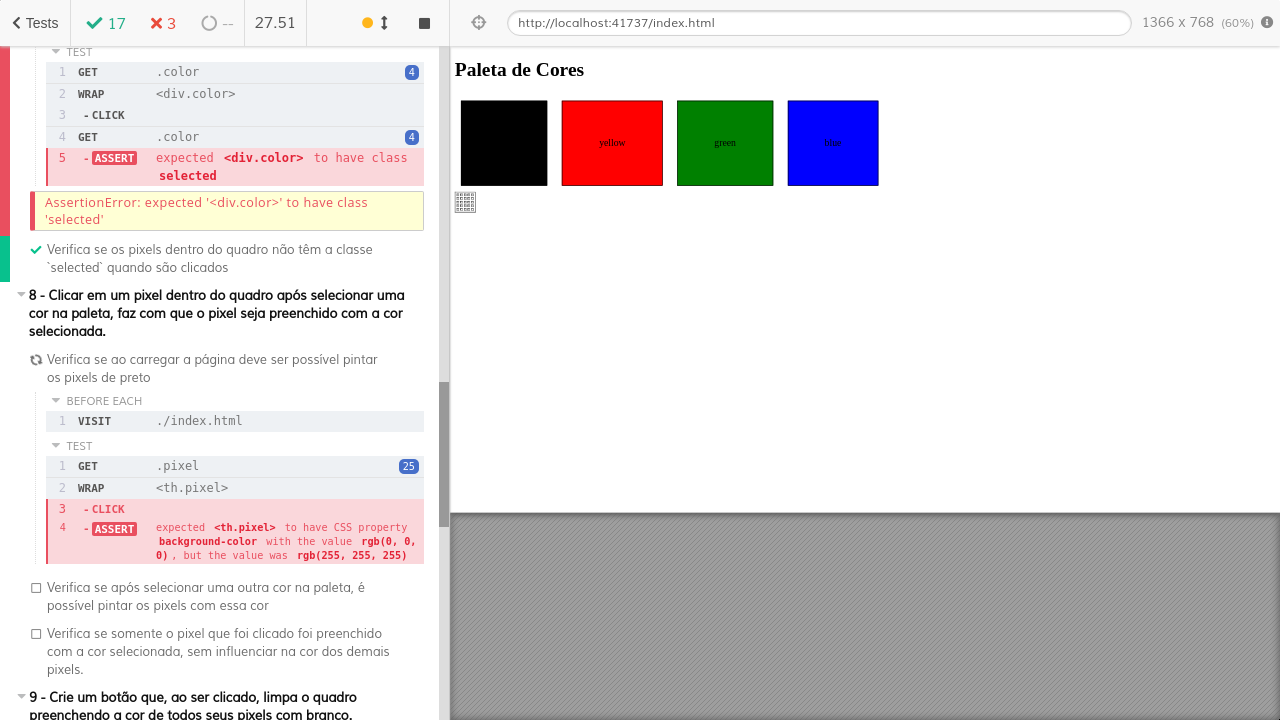 Tests
17
3
--
27.51
http://localhost:41737/index.html
1366 x 768 (60%)
TEST
1 GET .color 4
2 WRAP <div.color>
3 - CLICK
4 GET .color 4
5 - ASSERT expected <div.color> to have class
selected
AssertionError: expected '<div.color>' to have class
'selected'
Verifica se os pixels dentro do quadro não têm a classe
`selected` quando são clicados
8 - Clicar em um pixel dentro do quadro após selecionar uma
cor na paleta, faz com que o pixel seja preenchido com a cor
selecionada.
Verifica se ao carregar a página deve ser possível pintar
os pixels de preto
BEFORE EACH
1 VISIT ./index.html
TEST
1 GET .pixel 25
2 WRAP <th.pixel>
3 - CLICK
4 - ASSERT expected <th.pixel> to have CSS property
background-color with the value rgb(0, 0,
0), but the value was rgb(255, 255, 255)
Verifica se após selecionar uma outra cor na paleta, é
possível pintar os pixels com essa cor
Verifica se somente o pixel que foi clicado foi preenchido
com a cor selecionada, sem influenciar na cor dos demais
pixels.
9 - Crie um botão que, ao ser clicado, limpa o quadro
preenchendo a cor de todos seus pixels com branco.
Paleta de Cores
yellow
green
blue